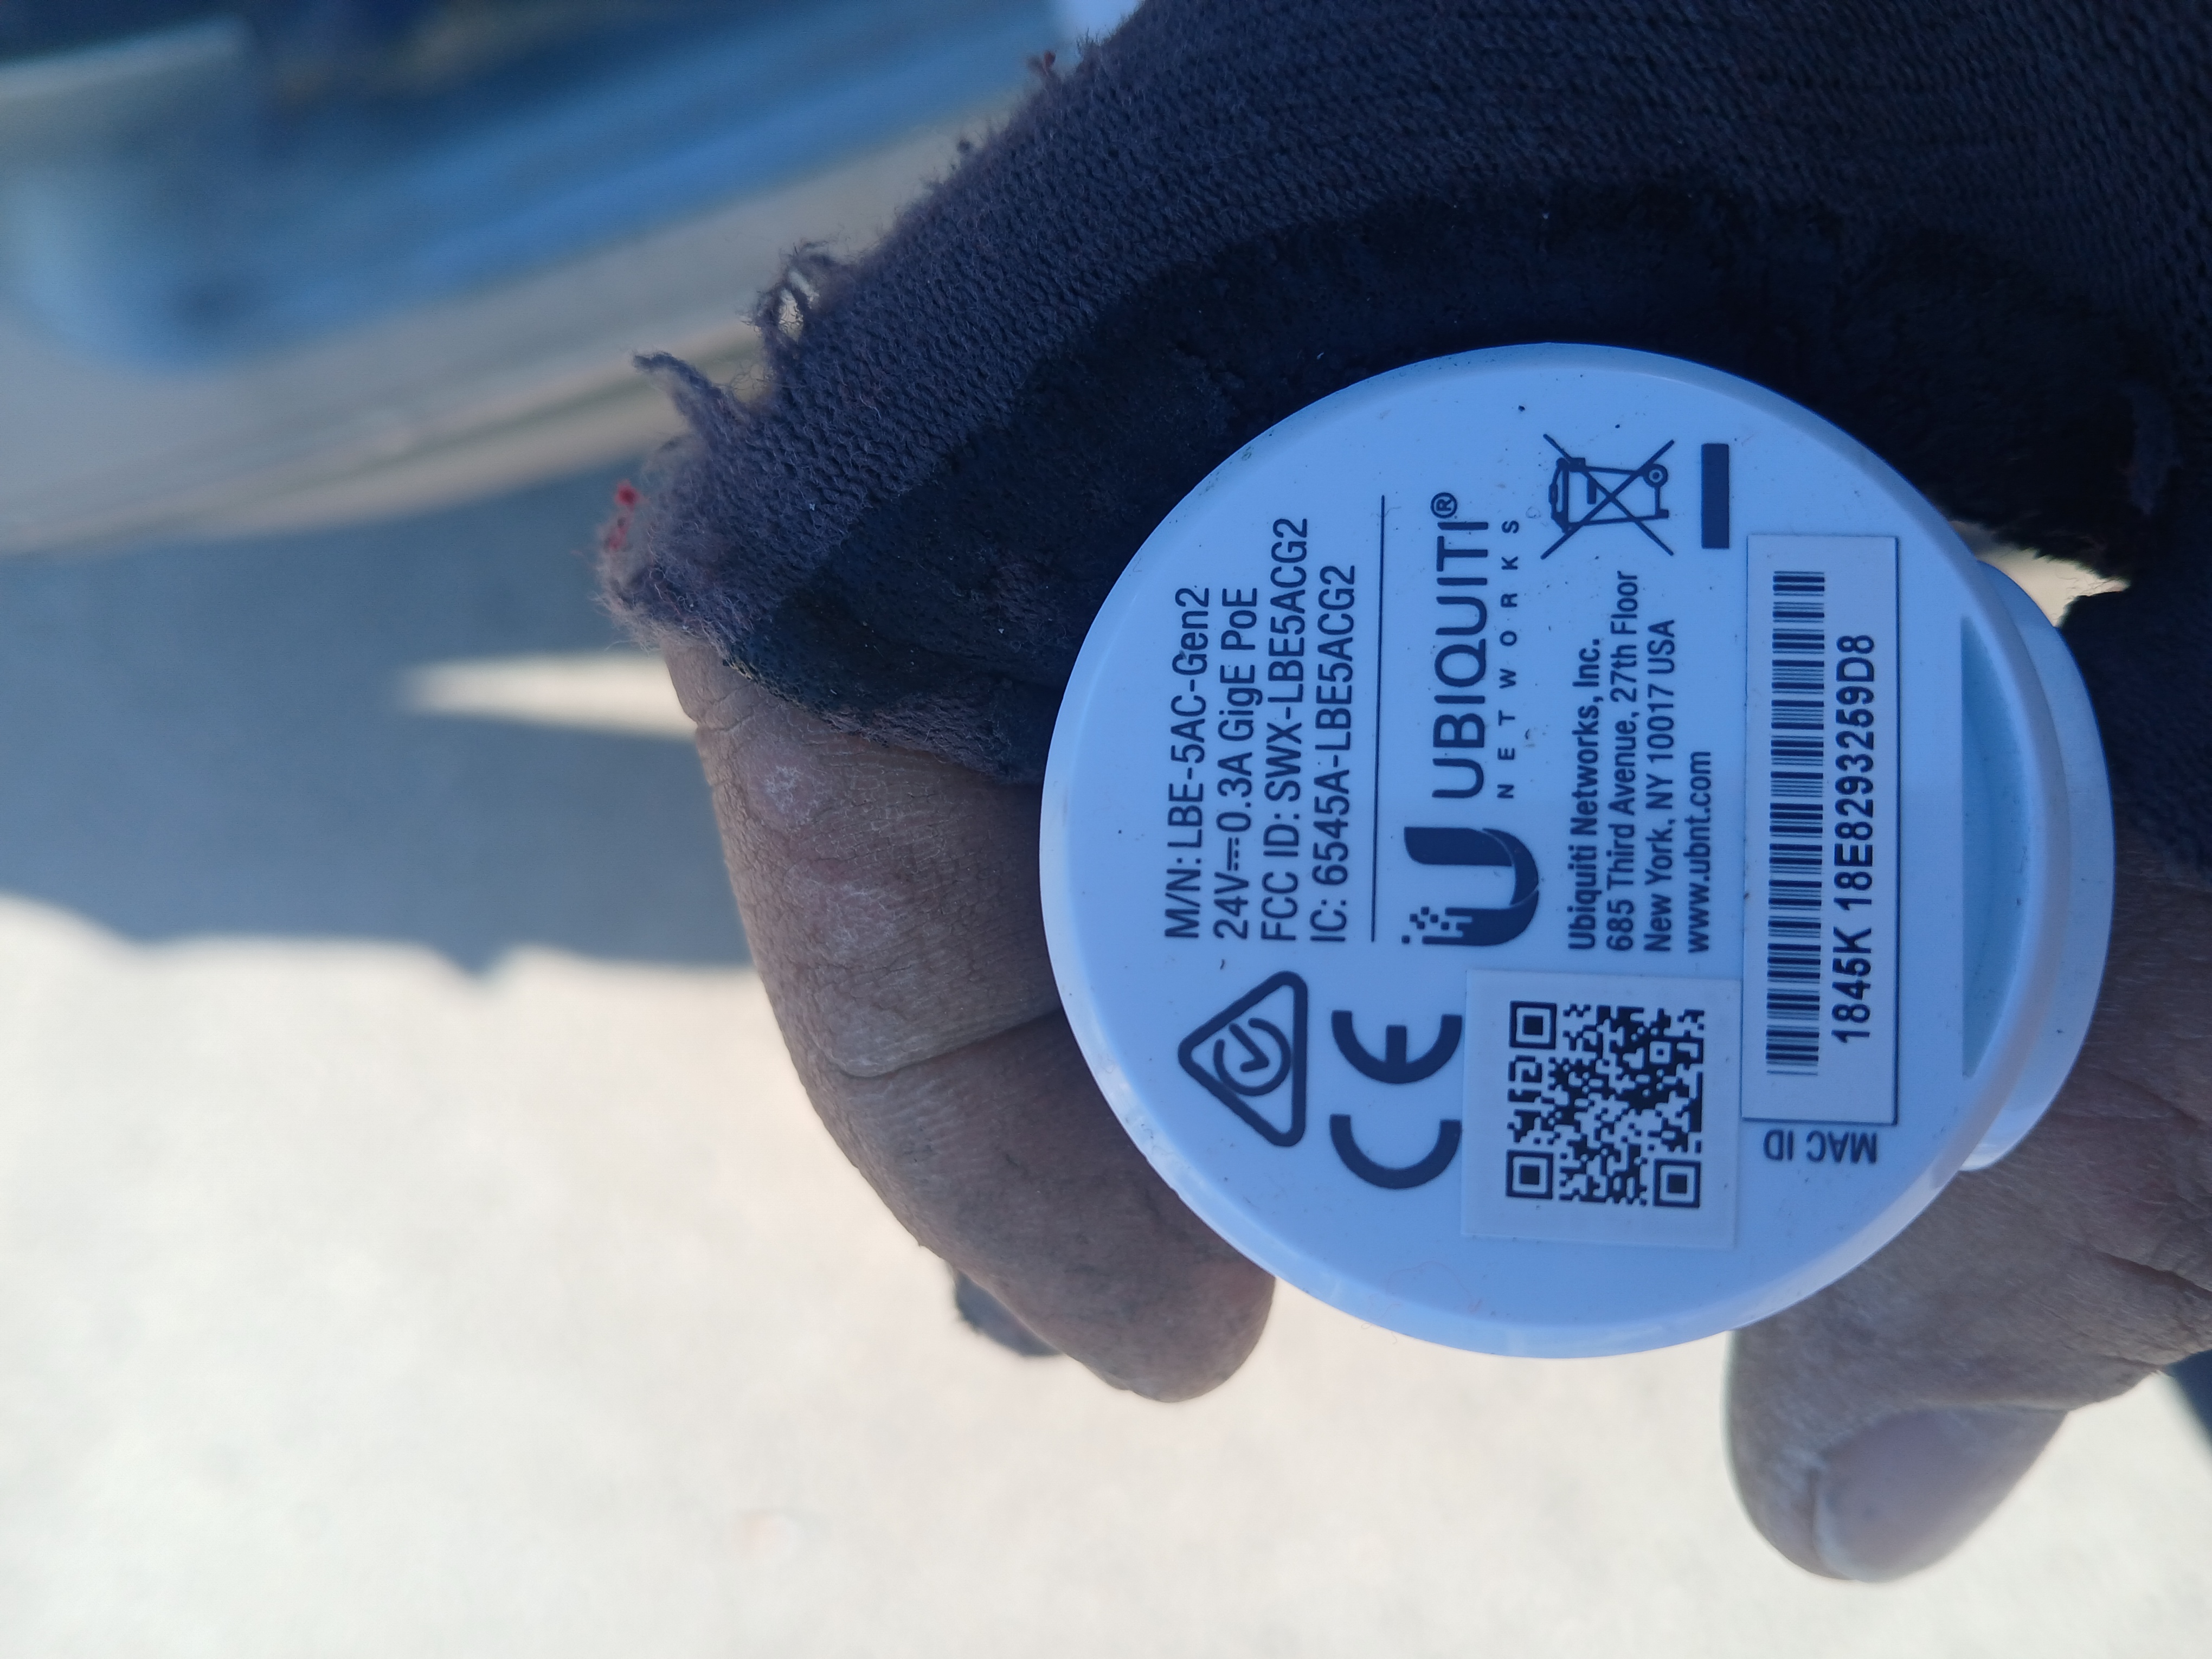 M/N: LBE-5AC-Gen2
24V⎓0.3A GigE PoE
FCC ID: SWX-LBE5ACG2
IC: 6545A-LBE5ACG2
CE
UBIQUITI®
NETWORKS
Ubiquiti Networks, Inc.
685 Third Avenue, 27th Floor
New York, NY 10017 USA
www.ubnt.com
MAC ID
1845K 18E8293259D8